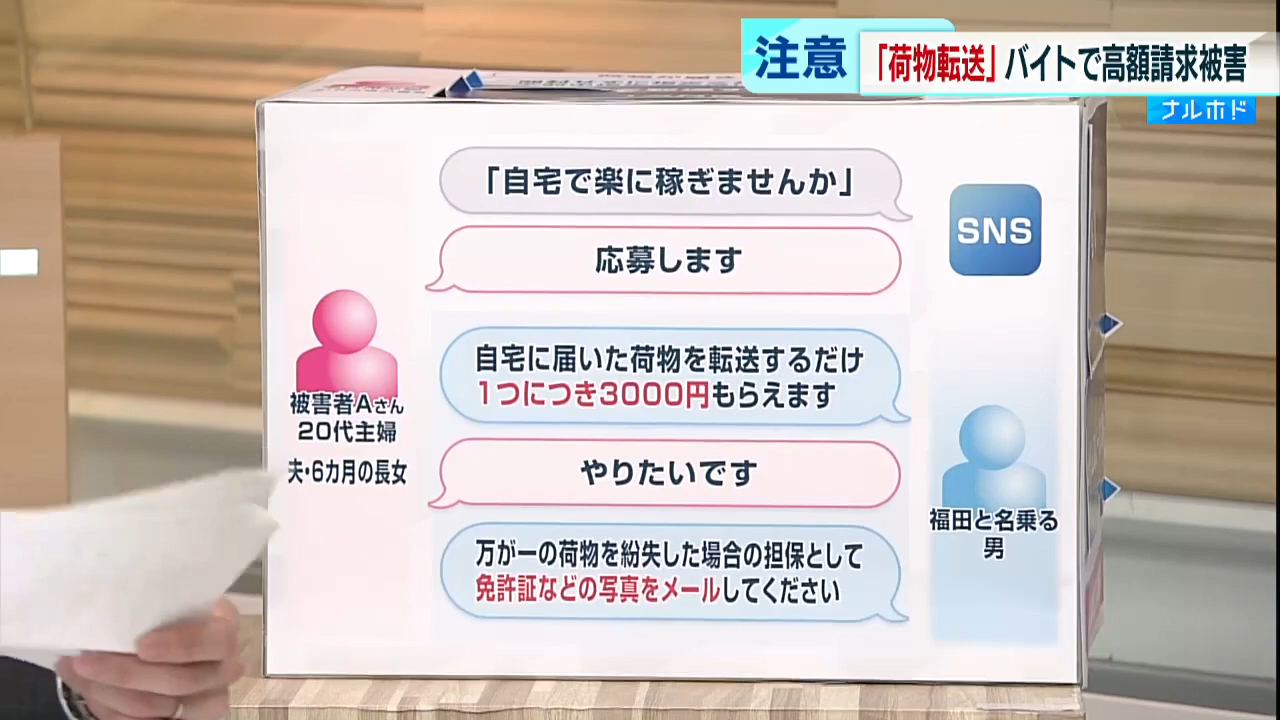 注意
「荷物転送」バイトで高額請求被害
ナルホド
「自宅で楽に稼ぎませんか」
SNS
応募します
自宅に届いた荷物を転送するだけ
1つにつき3000円もらえます
被害者Aさん
20代主婦
夫・6カ月の長女
やりたいです
福田と名乗る
男
万が一の荷物を紛失した場合の担保として
免許証などの写真をメールしてください